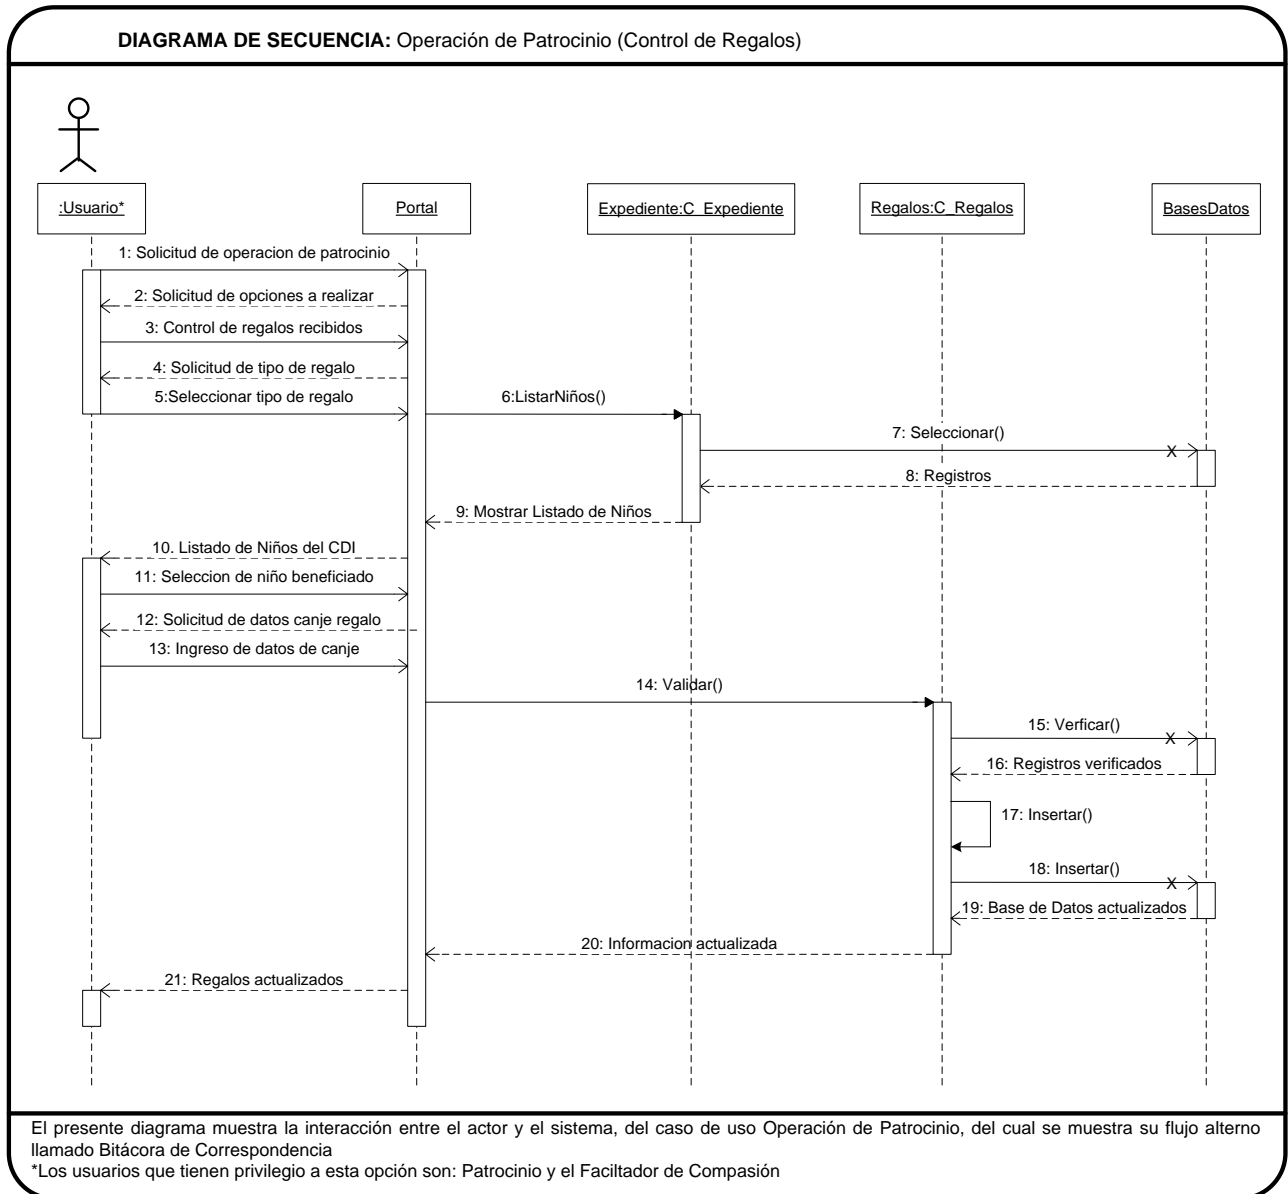 DIAGRAMA DE SECUENCIA: Operación de Patrocinio (Control de Regalos)
:Usuario*
Portal
Expediente:C_Expediente
Regalos:C_Regalos
BasesDatos
1: Solicitud de operacion de patrocinio
2: Solicitud de opciones a realizar
3: Control de regalos recibidos
4: Solicitud de tipo de regalo
5:Seleccionar tipo de regalo
6:ListarNiños()
7: Seleccionar()
X
8: Registros
9: Mostrar Listado de Niños
10. Listado de Niños del CDI
11: Seleccion de niño beneficiado
12: Solicitud de datos canje regalo
13: Ingreso de datos de canje
14: Validar()
15: Verficar()
X
16: Registros verificados
17: Insertar()
18: Insertar()
X
19: Base de Datos actualizados
20: Informacion actualizada
21: Regalos actualizados
El presente diagrama muestra la interacción entre el actor y el sistema, del caso de uso Operación de Patrocinio, del cual se muestra su flujo alterno
llamado Bitácora de Correspondencia
*Los usuarios que tienen privilegio a esta opción son: Patrocinio y el Faciltador de Compasión